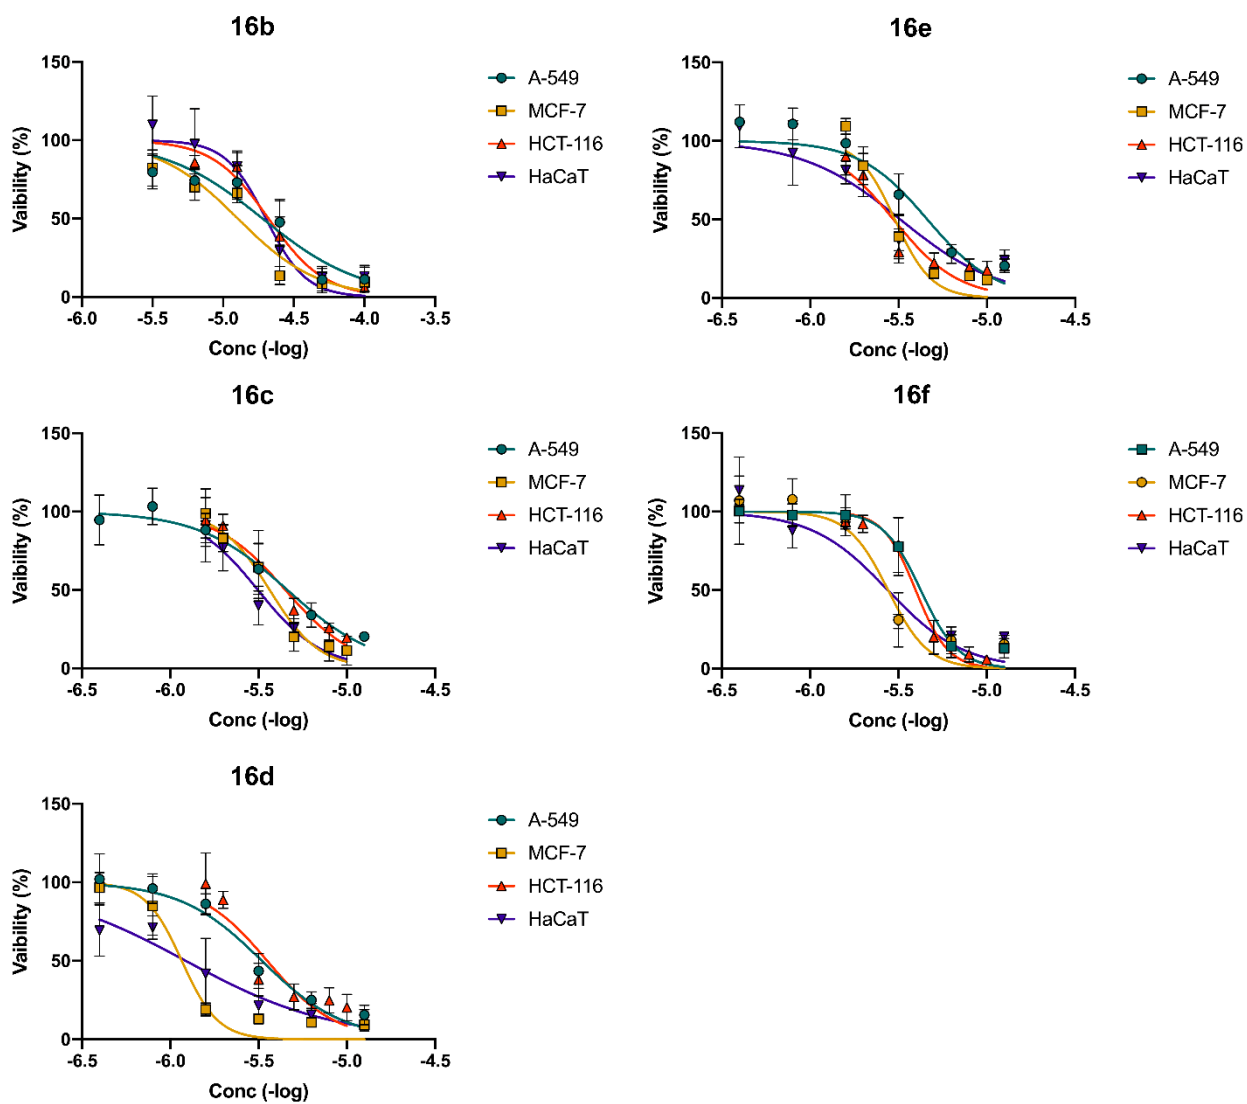 16b
150
100
50
0
Vaibility (%)
-6.0 -5.5 -5.0 -4.5 -4.0 -3.5
Conc (-log)
A-549
MCF-7
HCT-116
HaCaT
16e
150
100
50
0
Vaibility (%)
-6.5 -6.0 -5.5 -5.0 -4.5
Conc (-log)
A-549
MCF-7
HCT-116
HaCaT
16c
150
100
50
0
Vaibility (%)
-6.5 -6.0 -5.5 -5.0 -4.5
Conc (-log)
A-549
MCF-7
HCT-116
HaCaT
16f
150
100
50
0
Vaibility (%)
-6.5 -6.0 -5.5 -5.0 -4.5
Conc (-log)
A-549
MCF-7
HCT-116
HaCaT
16d
150
100
50
0
Vaibility (%)
-6.5 -6.0 -5.5 -5.0 -4.5
Conc (-log)
A-549
MCF-7
HCT-116
HaCaT